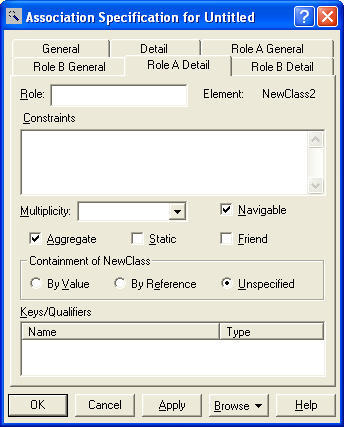 Association Specification for Untitled
General Detail Role A General
Role B General Role A Detail Role B Detail
Role: Element: NewClass2
Constraints
Multiplicity: Navigable
Aggregate Static Friend
Containment of NewClass
By Value By Reference Unspecified
Keys/Qualifiers
Name Type
OK Cancel Apply Browse Help